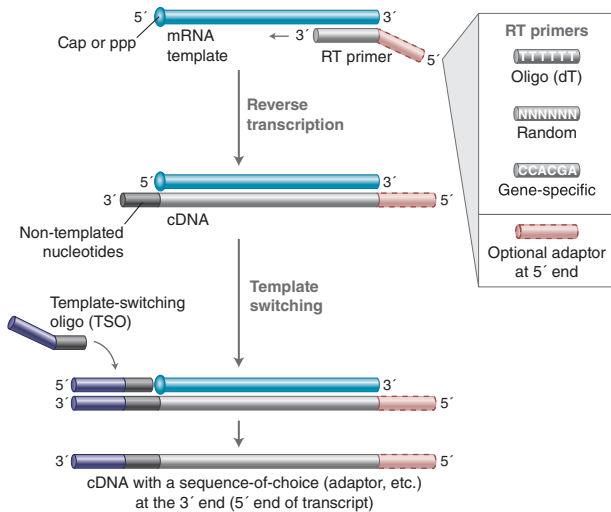 5´
3´
Cap or ppp
mRNA
template
3´
RT primer
5´
RT primers
TTTTTT
Oligo (dT)
NNNNNN
Random
CCACGA
Gene-specific
Optional adaptor
at 5´ end
Reverse
transcription
5´
3´
3´
5´
cDNA
Non-templated
nucleotides
Template
switching
Template-switching
oligo (TSO)
5´
3´
3´
5´
3´
5´
cDNA with a sequence-of-choice (adaptor, etc.)
at the 3´ end (5´ end of transcript)